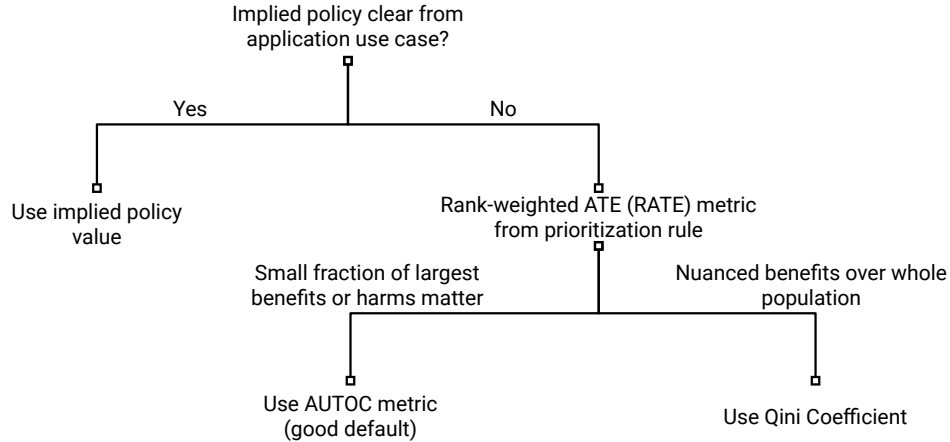 Implied policy clear from
application use case?
Yes
No
Use implied policy
value
Rank-weighted ATE (RATE) metric
from prioritization rule
Small fraction of largest
benefits or harms matter
Nuanced benefits over whole
population
Use AUTOC metric
(good default)
Use Qini Coefficient